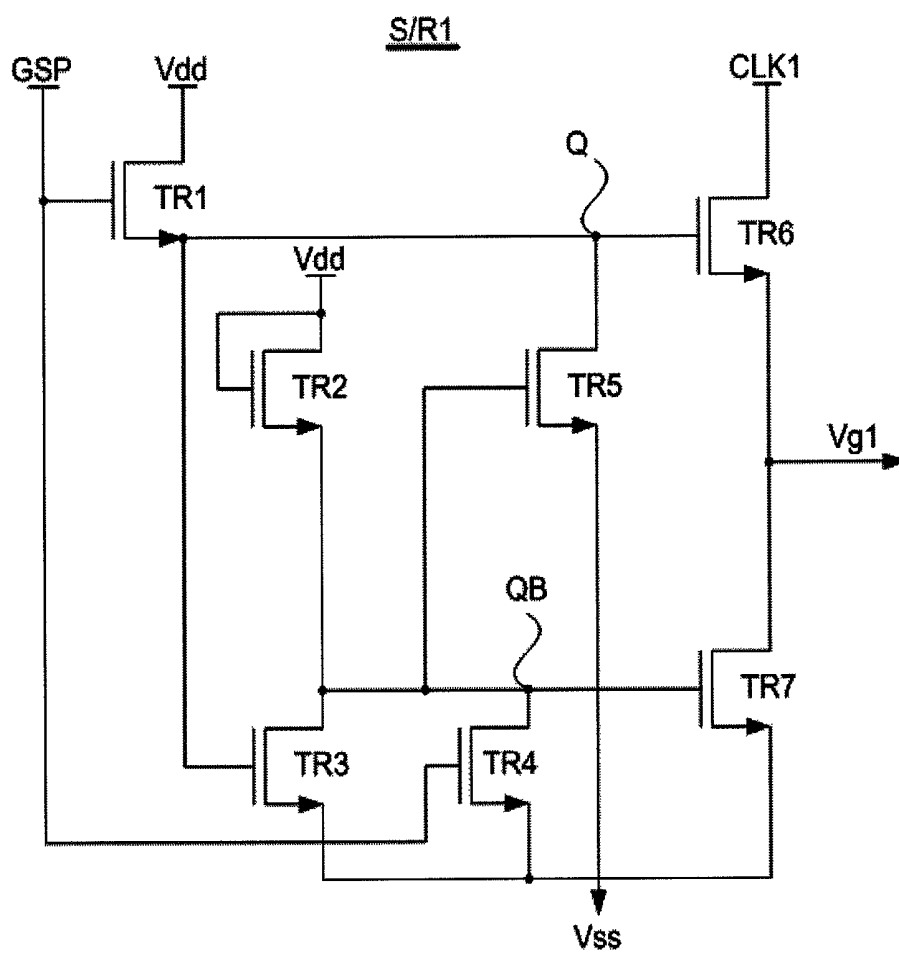 S/R1
GSP
Vdd
CLK1
TR1
Q
TR6
Vdd
TR2
TR5
Vg1
QB
TR7
TR3
TR4
Vss